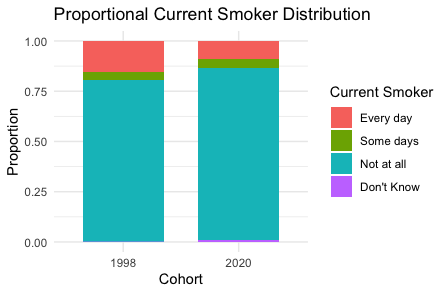 Proportional Current Smoker Distribution
1.00
0.75
0.50
0.25
0.00
Proportion
1998
2020
Cohort
Current Smoker
Every day
Some days
Not at all
Don't Know